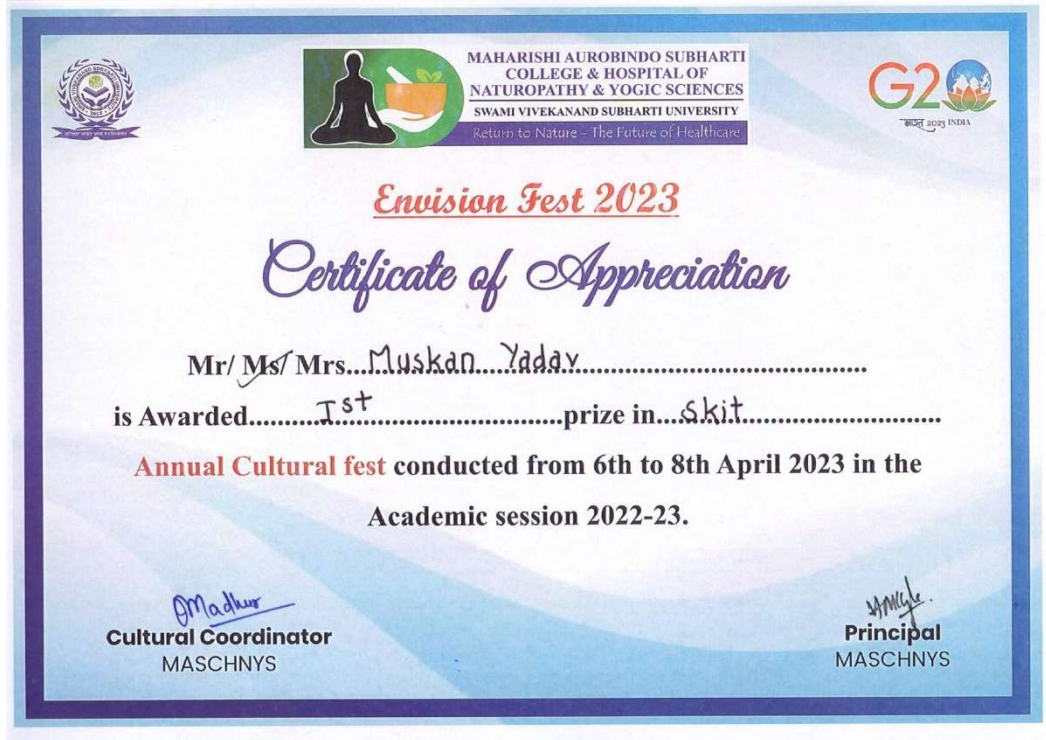 MAHARISHI AUROBINDO SUBHARTI
COLLEGE & HOSPITAL OF
NATUROPATHY & YOGIC SCIENCES
SWAMI VIVEKANAND SUBHARTI UNIVERSITY
Return to Nature – The Future of Healthcare
G20
भारत 2023 INDIA
Envision Fest 2023
Certificate of Appreciation
Mr/ Ms/ Mrs...Muskan Yadav
is Awarded.......Ist.......prize in...Skit
Annual Cultural fest conducted from 6th to 8th April 2023 in the
Academic session 2022-23.
Cultural Coordinator
MASCHNYS
Principal
MASCHNYS